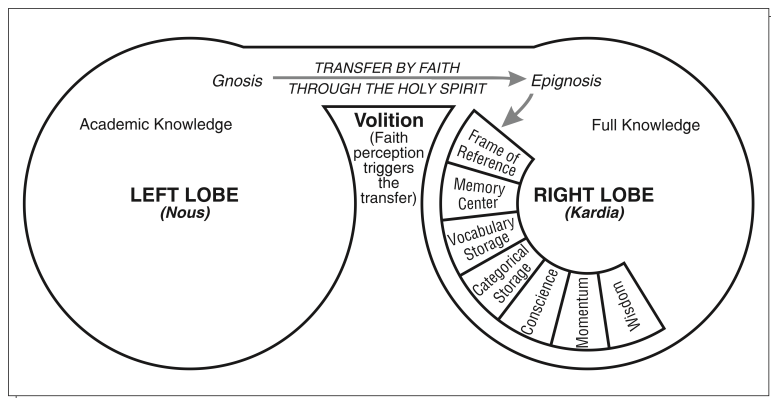 Gnosis
TRANSFER BY FAITH
THROUGH THE HOLY SPIRIT
Epignosis
Academic Knowledge
Volition
(Faith
perception
triggers
the
transfer)
Full Knowledge
LEFT LOBE
(Nous)
RIGHT LOBE
(Kardia)
Frame of
Reference
Memory
Center
Vocabulary
Storage
Categorical
Storage
Conscience
Momentum
Wisdom